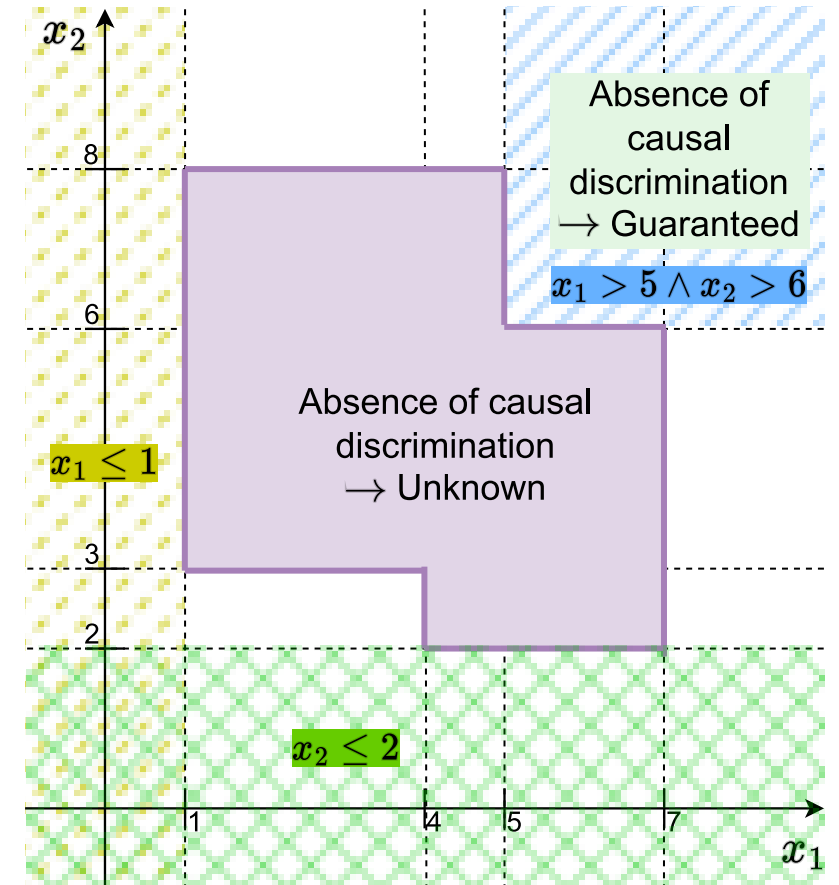 x₂
Absence of
causal
discrimination
→ Guaranteed
x₁ > 5 ∧ x₂ > 6
8
6
Absence of causal
discrimination
→ Unknown
x₁ ≤ 1
3
2
x₂ ≤ 2
1
4
5
7
x₁